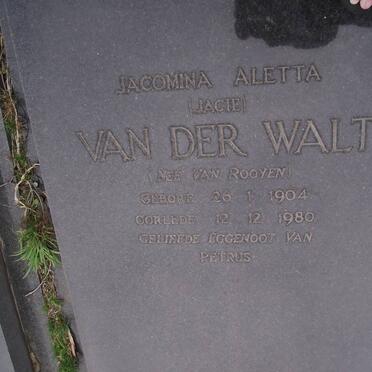 JACOMINA ALETTA
(JACIE)
VAN DER WALT
(NEE VAN ROOYEN)
GEBORE 26 . 1 . 1904
OORLEDE 12 . 12 . 1980
GELIEFDE EGGENOOT VAN
PETRUS